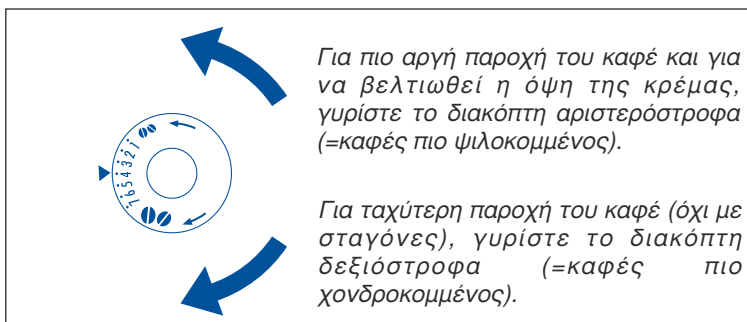 Για πιο αργή παροχή του καφέ και για
να βελτιωθεί η όψη της κρέμας,
γυρίστε το διακόπτη αριστερόστροφα
(=καφές πιο ψιλοκομμένος).
7654321
Για ταχύτερη παροχή του καφέ (όχι με
σταγόνες), γυρίστε το διακόπτη
δεξιόστροφα (=καφές πιο
χονδροκομμένος).